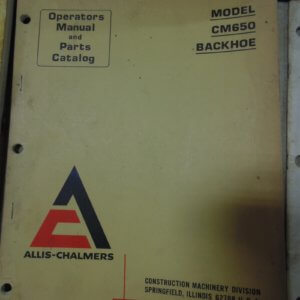 Operators
Manual
and
Parts
Catalog
MODEL
CM650
BACKHOE
ALLIS-CHALMERS
CONSTRUCTION MACHINERY DIVISION
SPRINGFIELD, ILLINOIS